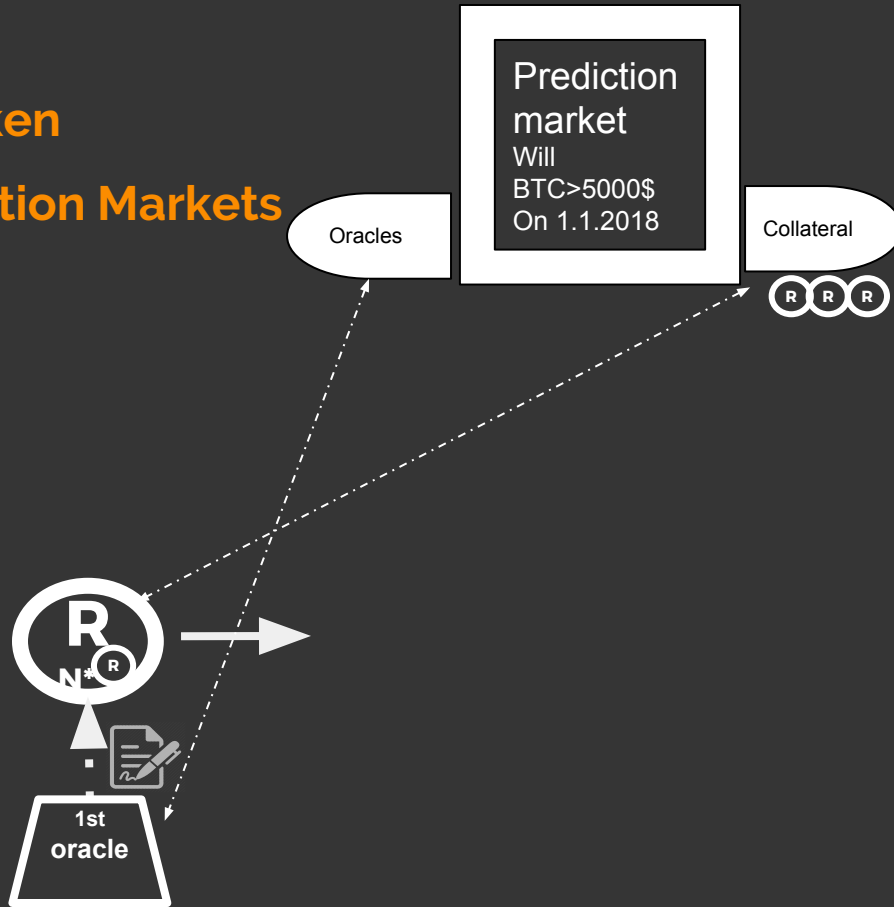 ken
tion Markets
Prediction
market
Will
BTC>5000$
On 1.1.2018
Oracles
Collateral
R R R
R
N* R
1st
oracle